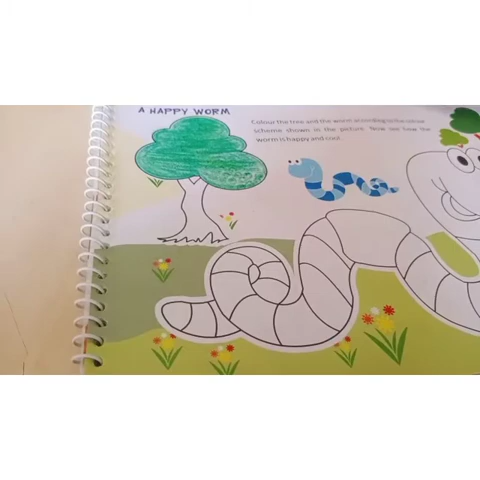 A HAPPY WORM
Colour the tree and the worm according to the colour
scheme shown in the picture. Now see how the
worm is happy and cool.